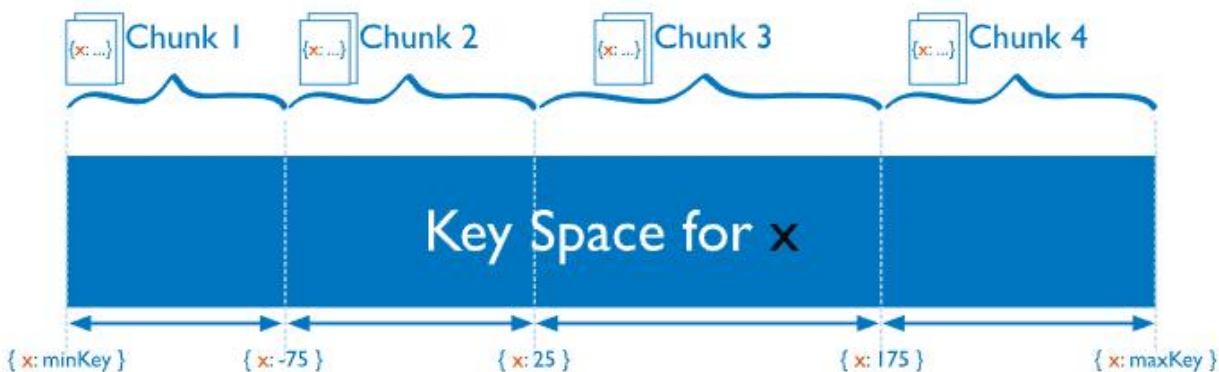 {x: ...} Chunk 1 {x: ...} Chunk 2 {x: ...} Chunk 3 {x: ...} Chunk 4
Key Space for x
{ x: minKey } { x: -75 } { x: 25 } { x: 175 } { x: maxKey }